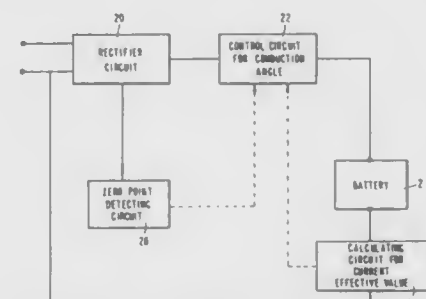 20
RECTIFIER
CIRCUIT
22
CONTROL CIRCUIT
FOR CONDUCTION
ANGLE
ZERO POINT
DETECTING
CIRCUIT
26
BATTERY
2
CALCULATING
CIRCUIT FOR
CURRENT
EFFECTIVE VALUE